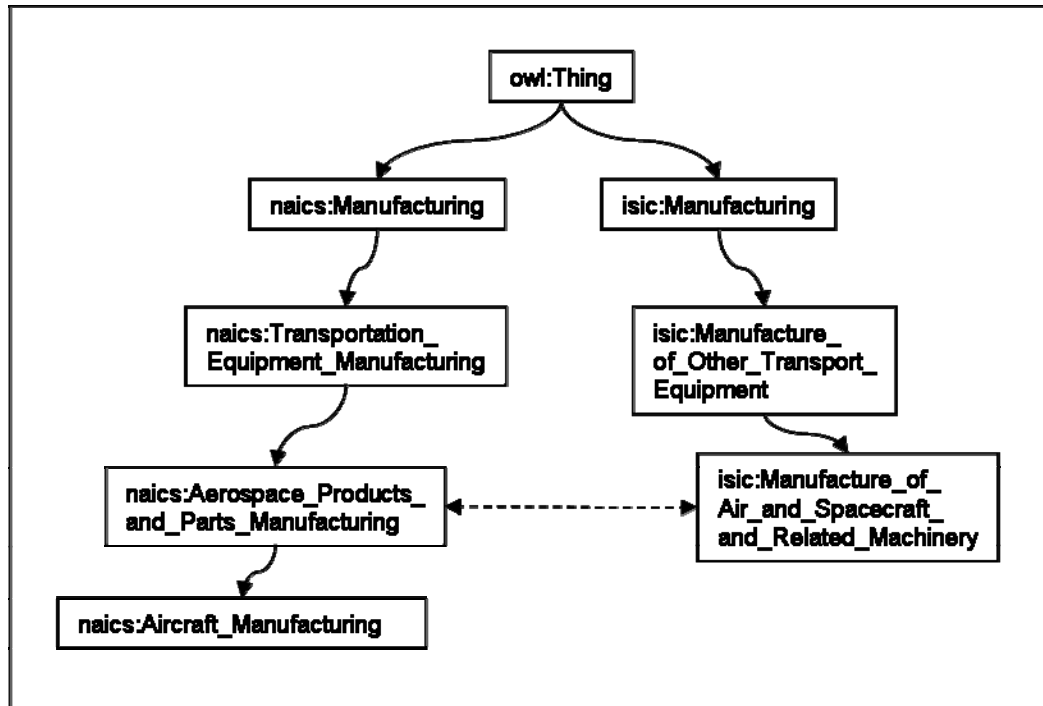 owl:Thing
naics:Manufacturing
isic:Manufacturing
naics:Transportation_
Equipment_Manufacturing
isic:Manufacture_
of_Other_Transport_
Equipment
naics:Aerospace_Products_
and_Parts_Manufacturing
isic:Manufacture_of_
Air_and_Spacecraft_
and_Related_Machinery
naics:Aircraft_Manufacturing